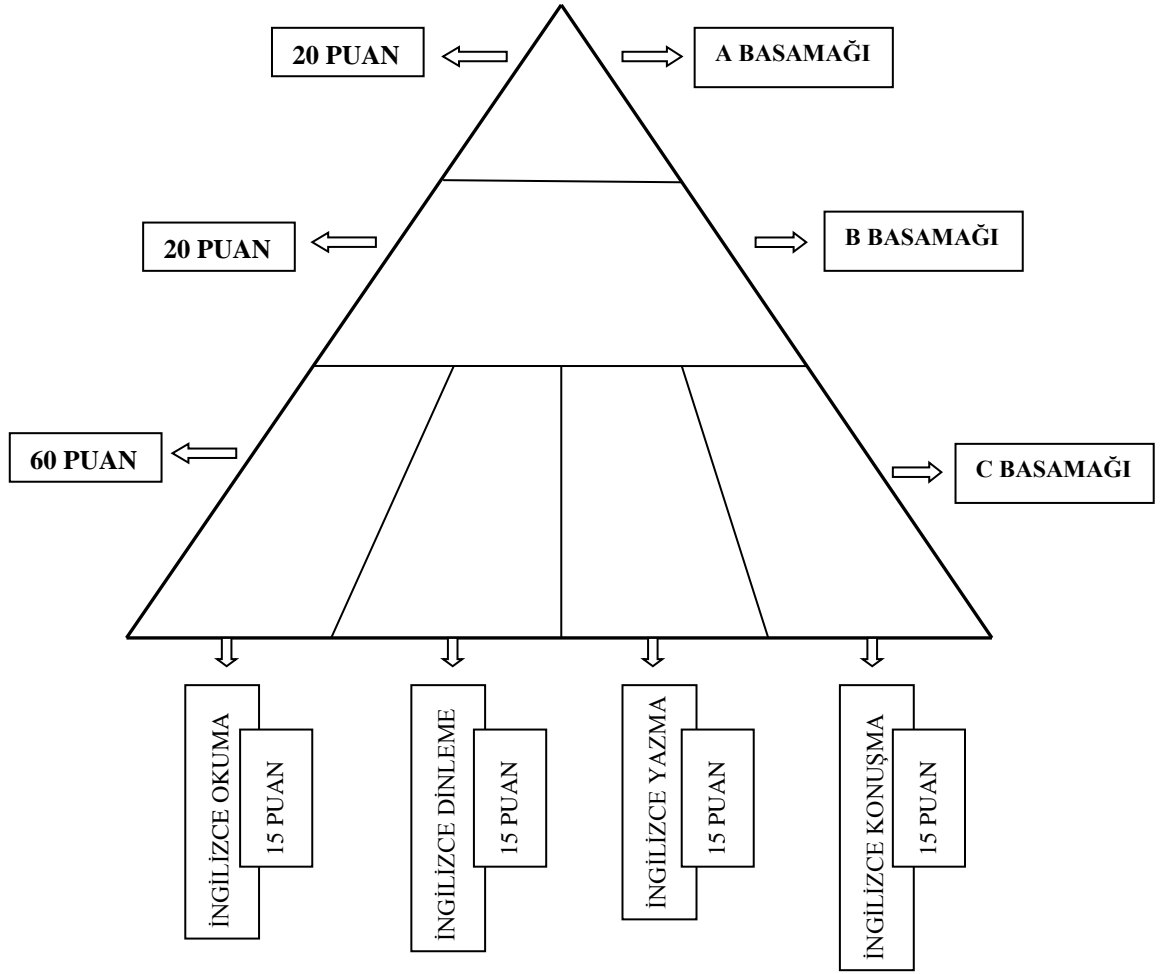 20 PUAN
A BASAMAĞI
20 PUAN
B BASAMAĞI
60 PUAN
C BASAMAĞI
İNGİLİZCE OKUMA
15 PUAN
İNGİLİZCE DİNLEME
15 PUAN
İNGİLİZCE YAZMA
15 PUAN
İNGİLİZCE KONUŞMA
15 PUAN